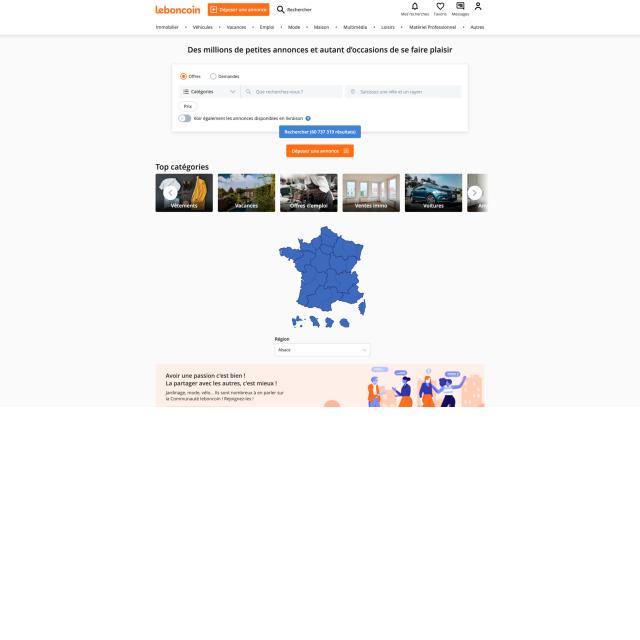 leboncoin
Déposer une annonce
Rechercher
Mes recherches
Favoris
Messages
Immobilier • Véhicules • Vacances • Emploi • Mode • Maison • Multimédia • Loisirs • Matériel Professionnel • Autres
Des millions de petites annonces et autant d'occasions de se faire plaisir
Offres
Demandes
Catégories
Que recherchez-vous ?
Saisissez une ville et un rayon
Prix
Voir également les annonces disponibles en livraison ?
Rechercher (60 737 319 résultats)
Déposer une annonce
Top catégories
Vêtements
Vacances
Offres d'emploi
Ventes immo
Voitures
Région
Alsace
Avoir une passion c'est bien !
La partager avec les autres, c'est mieux !
Jardinage, mode, vélo... Ils sont nombreux à en parler sur
la Communauté leboncoin ! Rejoignez-les !